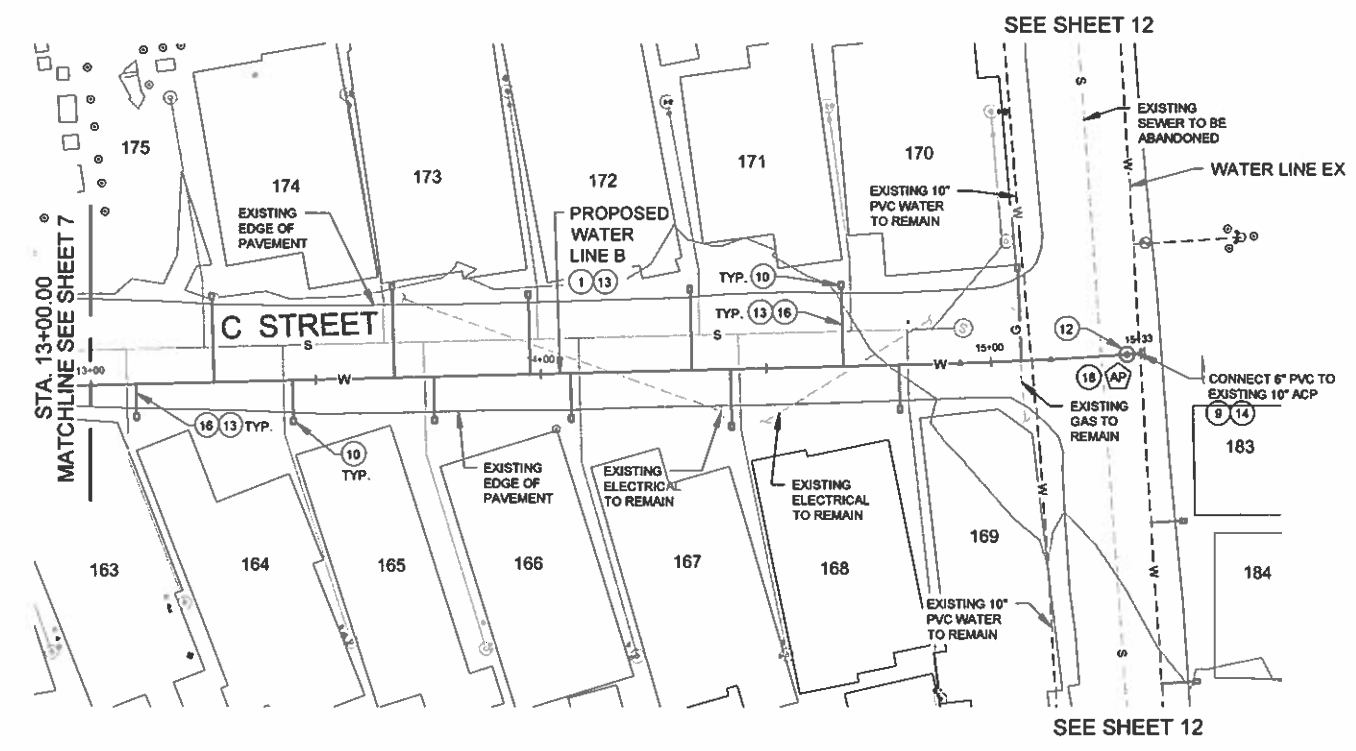 SEE SHEET 12
STA. 13+00.00
MATCHLINE SEE SHEET 7
175
174
173
172
171
170
EXISTING
SEWER TO BE
ABANDONED
S
W
WATER LINE EX
EXISTING 10"
PVC WATER
TO REMAIN
W
EXISTING
EDGE OF
PAVEMENT
PROPOSED
WATER
LINE B
1 13
TYP. 10
TYP. 13 16
C STREET
S
S
S
G
12
15+33
15+00
13+00
W
W
18 AP
CONNECT 6" PVC TO
EXISTING 10" ACP
9 14
EXISTING
GAS TO
REMAIN
16 13 TYP.
10
TYP.
EXISTING
EDGE OF
PAVEMENT
EXISTING
ELECTRICAL
TO REMAIN
EXISTING
ELECTRICAL
TO REMAIN
W
183
163
164
165
166
167
168
169
184
W
EXISTING 10"
PVC WATER
TO REMAIN
S
SEE SHEET 12